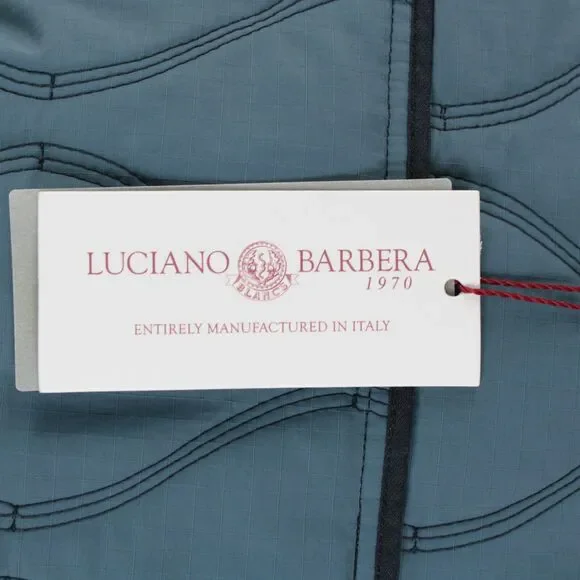 LUCIANO BARBERA
1970
ENTIRELY MANUFACTURED IN ITALY